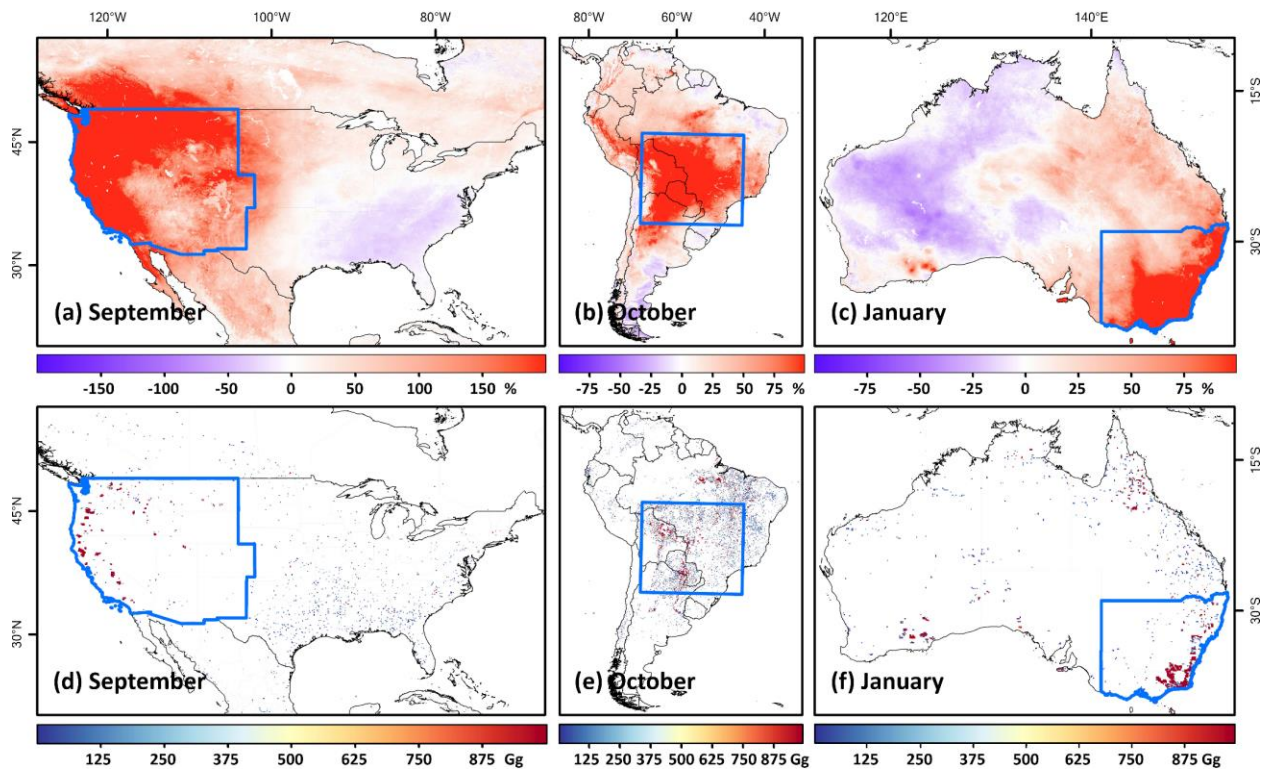 120°W 100°W 80°W 80°W 60°W 40°W 120°E 140°E
45°N 15°S
30°N 30°S
(a) September (b) October (c) January
-150 -100 -50 0 50 100 150 % -75 -50 -25 0 25 50 75 % -75 -50 -25 0 25 50 75 %
45°N 15°S
30°N 30°S
(d) September (e) October (f) January
125 250 375 500 625 750 875 Gg 125 250 375 500 625 750 875 Gg 125 250 375 500 625 750 875 Gg